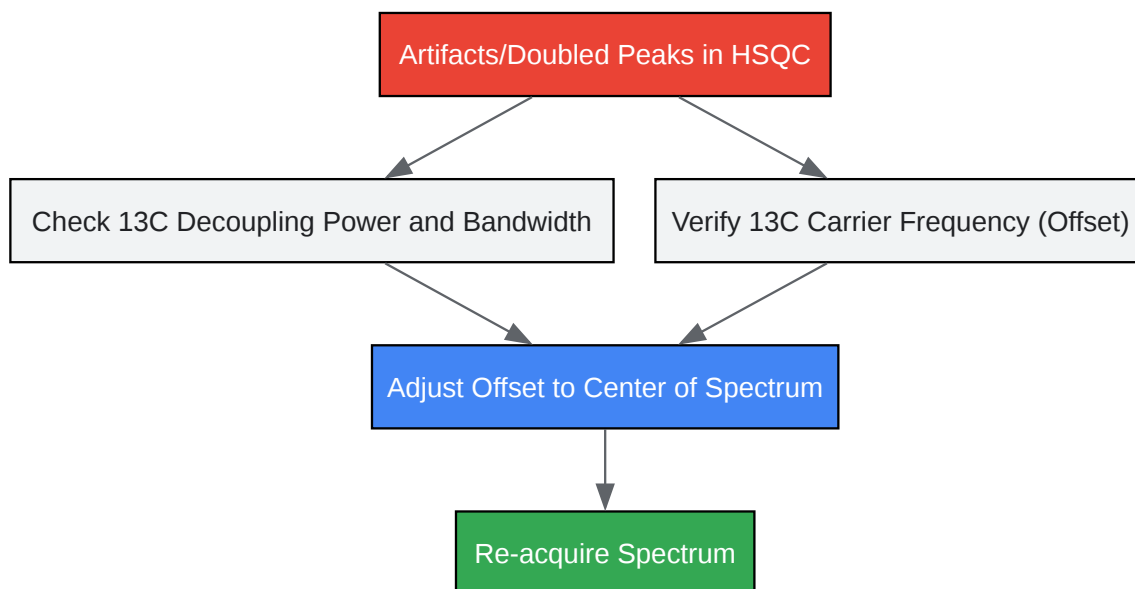 Artifacts/Doubled Peaks in HSQC
Check 13C Decoupling Power and Bandwidth
Verify 13C Carrier Frequency (Offset)
Adjust Offset to Center of Spectrum
Re-acquire Spectrum